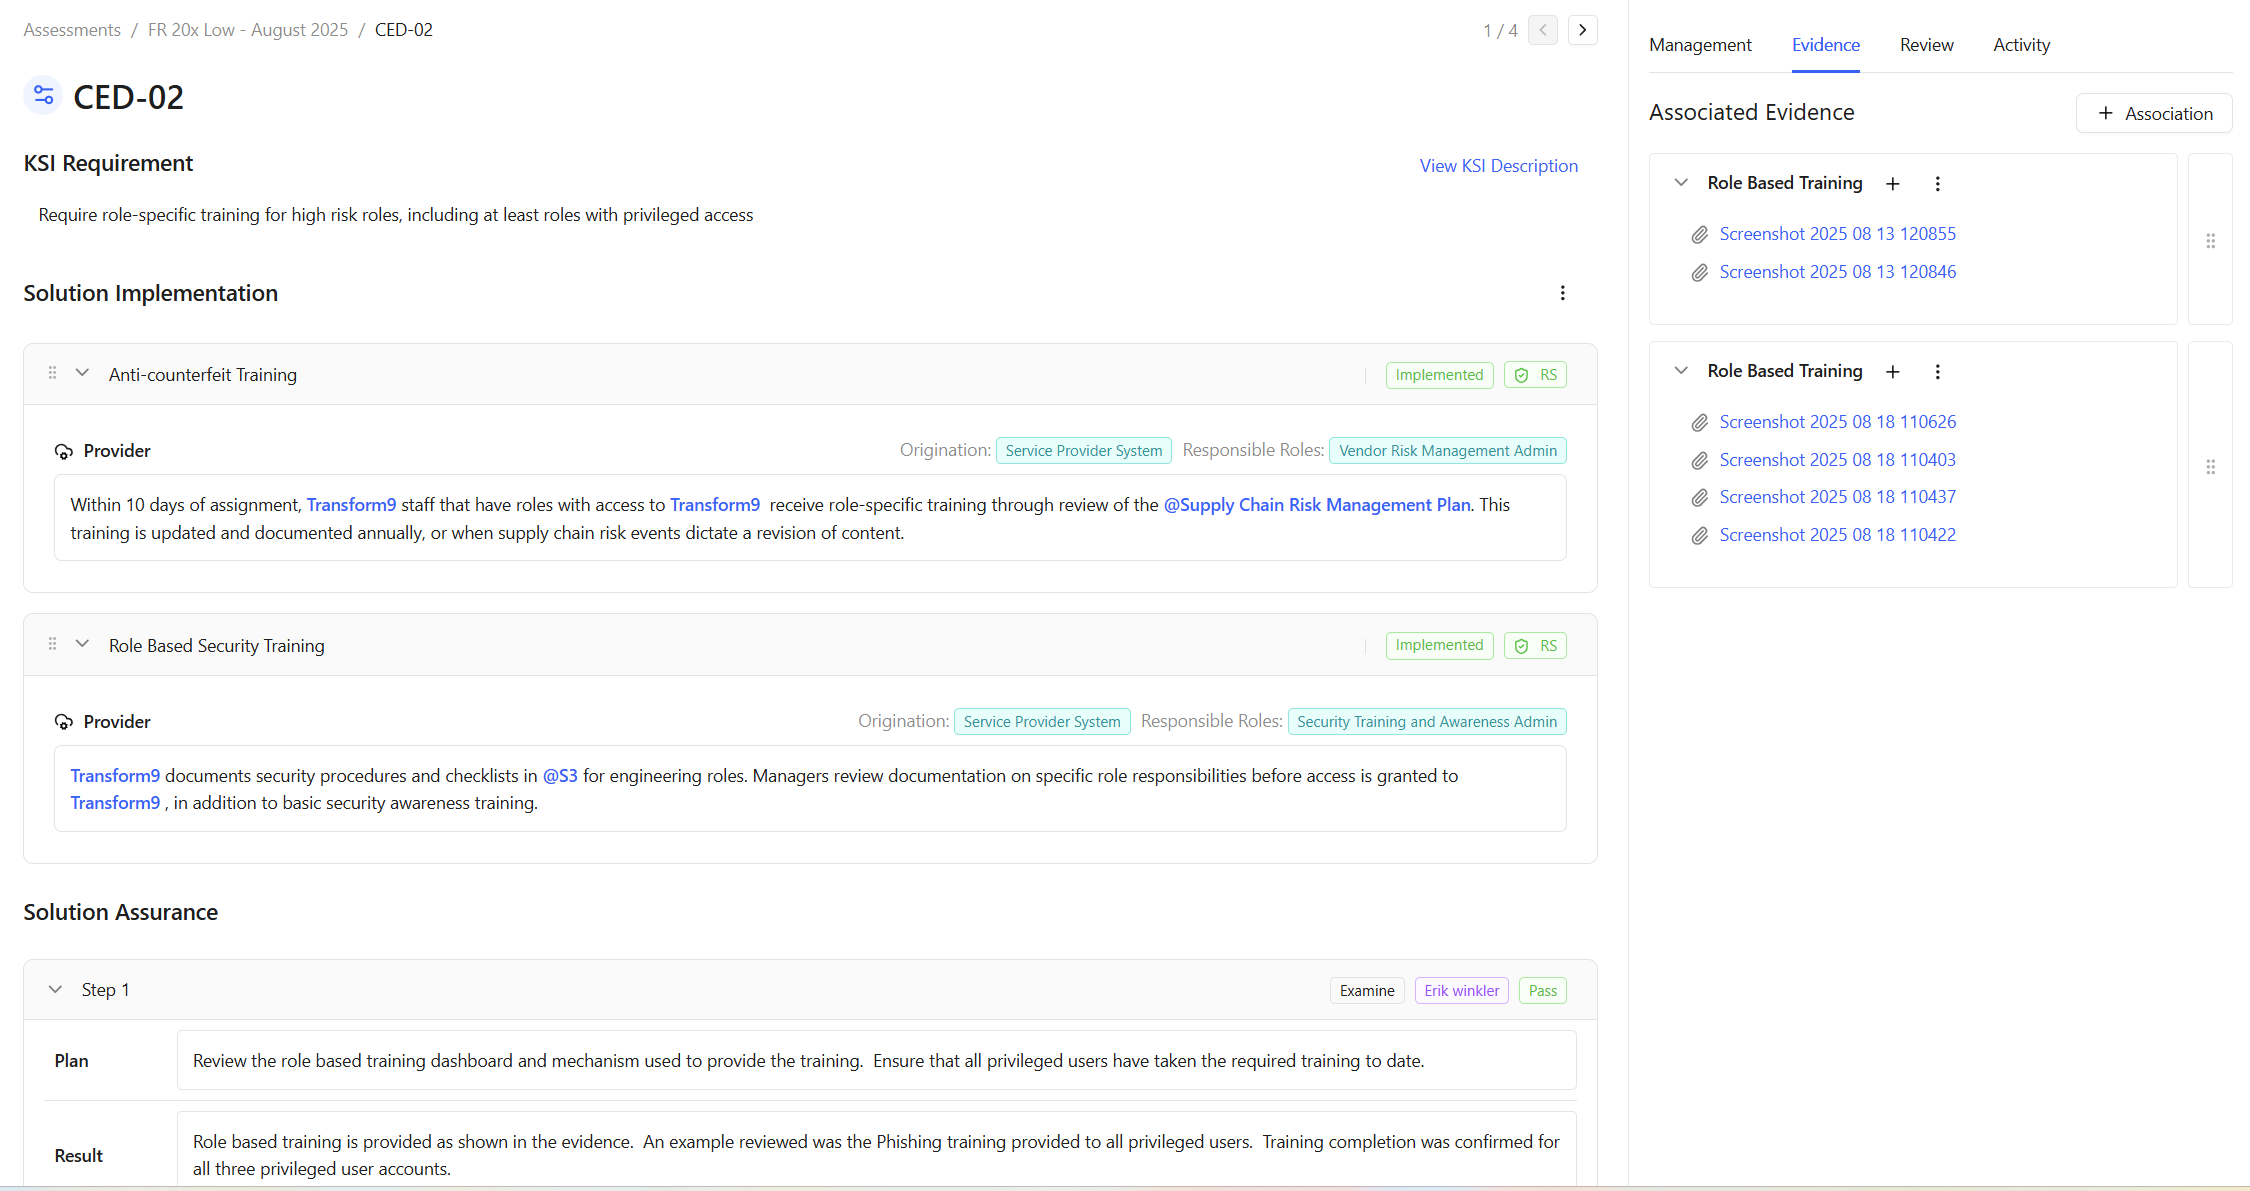 Assessments / FR 20x Low - August 2025 / CED-02
1 / 4
CED-02
KSI Requirement
View KSI Description
Require role-specific training for high risk roles, including at least roles with privileged access
Solution Implementation
Anti-counterfeit Training
Implemented
RS
Provider
Origination: Service Provider System Responsible Roles: Vendor Risk Management Admin
Within 10 days of assignment, Transform9 staff that have roles with access to Transform9 receive role-specific training through review of the @Supply Chain Risk Management Plan. This
training is updated and documented annually, or when supply chain risk events dictate a revision of content.
Role Based Security Training
Implemented
RS
Provider
Origination: Service Provider System Responsible Roles: Security Training and Awareness Admin
Transform9 documents security procedures and checklists in @S3 for engineering roles. Managers review documentation on specific role responsibilities before access is granted to
Transform9 , in addition to basic security awareness training.
Solution Assurance
Step 1
Examine
Erik winkler
Pass
Plan
Review the role based training dashboard and mechanism used to provide the training. Ensure that all privileged users have taken the required training to date.
Result
Role based training is provided as shown in the evidence. An example reviewed was the Phishing training provided to all privileged users. Training completion was confirmed for
all three privileged user accounts.
Management Evidence Review Activity
Associated Evidence
+ Association
Role Based Training +
Screenshot 2025 08 13 120855
Screenshot 2025 08 13 120846
Role Based Training +
Screenshot 2025 08 18 110626
Screenshot 2025 08 18 110403
Screenshot 2025 08 18 110437
Screenshot 2025 08 18 110422